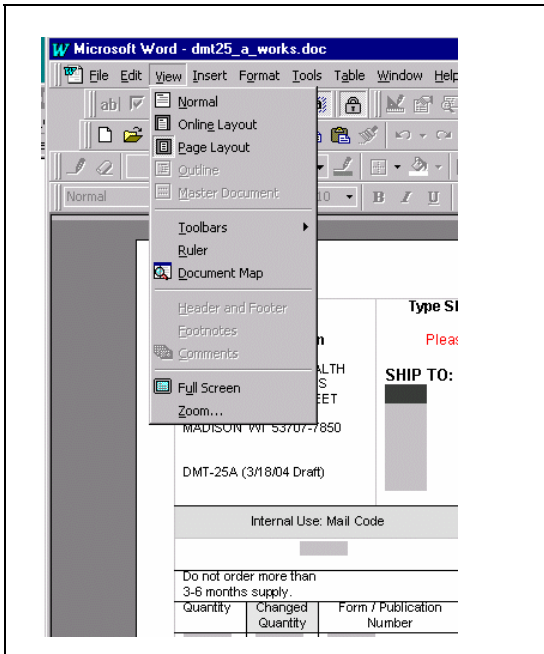 Microsoft Word - dmt25_a_works.doc
File Edit View Insert Format Tools Table Window Help
ab|
Normal
Online Layout
Page Layout
Outline
Master Document
Toolbars
Ruler
Document Map
Header and Footer
Footnotes
Comments
Full Screen
Zoom...
Normal
10
B I U
Type
SHIP TO:
MADISON WI 53707-7850
DMT-25A (3/18/04 Draft)
Internal Use: Mail Code
Do not order more than
3-6 months supply.
Quantity
Changed
Quantity
Form / Publication
Number